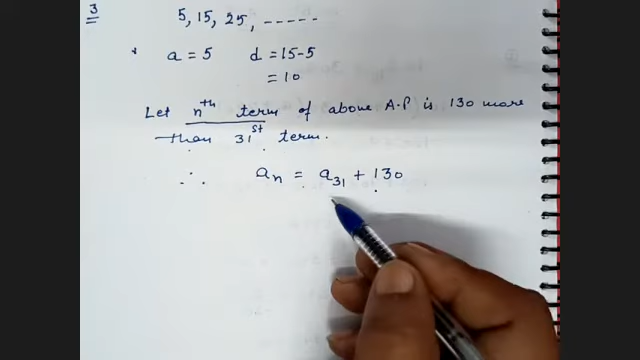 3
5, 15, 25, -----
a = 5 d = 15-5
= 10
Let nth term of above A.P is 130 more
than 31st term.
∴ an = a31 + 130